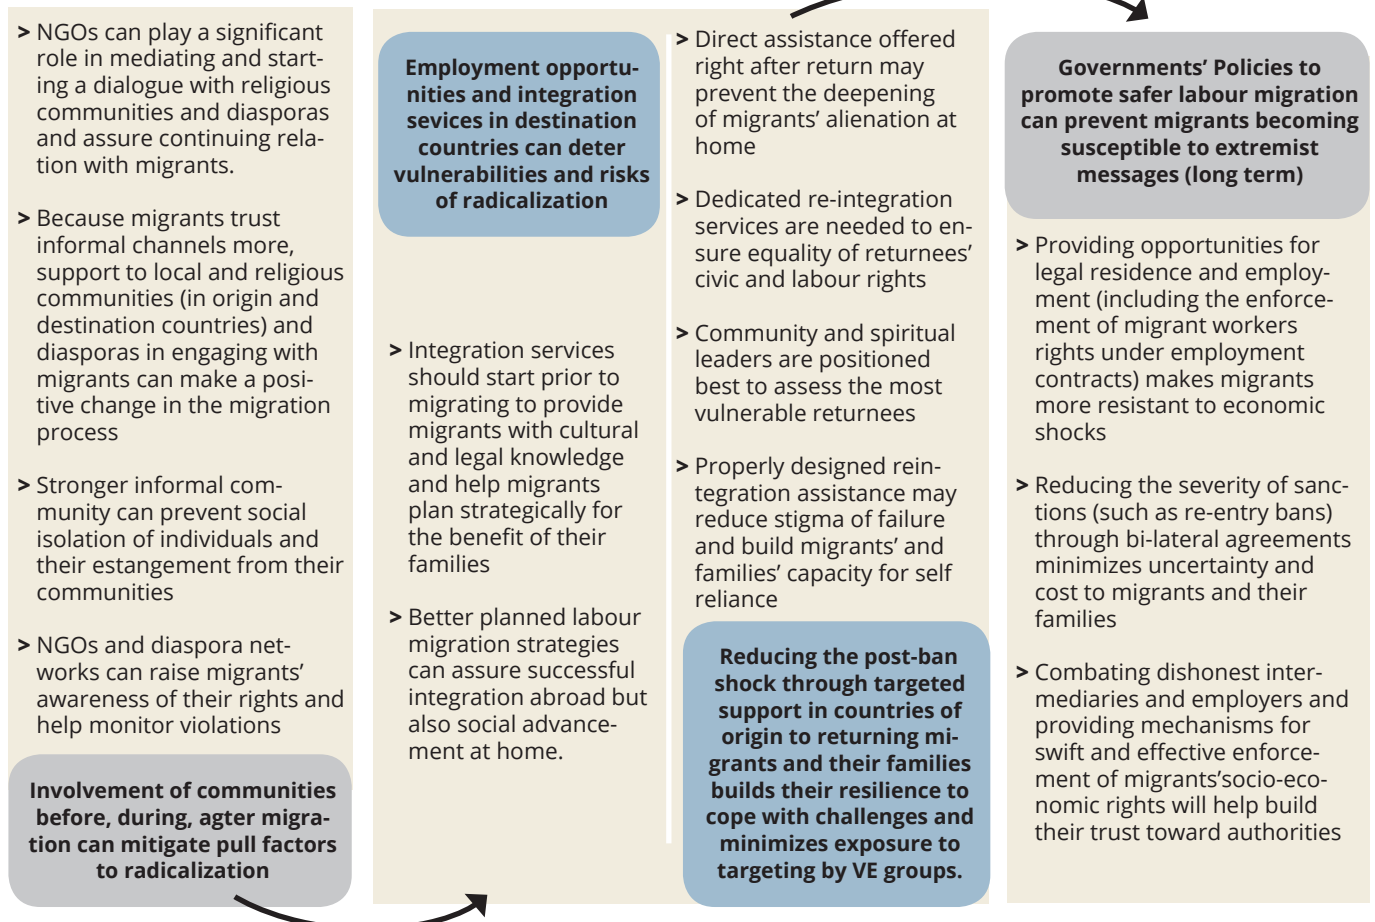 > NGOs can play a significant
role in mediating and start-
ing a dialogue with religious
communities and diasporas
and assure continuing rela-
tion with migrants.
> Because migrants trust
informal channels more,
support to local and religious
communities (in origin and
destination countries) and
diasporas in engaging with
migrants can make a posi-
tive change in the migration
process
> Stronger informal com-
munity can prevent social
isolation of individuals and
their estangement from their
communities
> NGOs and diaspora net-
works can raise migrants’
awareness of their rights and
help monitor violations
Involvement of communities
before, during, agter migra-
tion can mitigate pull factors
to radicalization
Employment opportu-
nities and integration
sevices in destination
countries can deter
vulnerabilities and risks
of radicalization
> Integration services
should start prior to
migrating to provide
migrants with cultural
and legal knowledge
and help migrants
plan strategically for
the benefit of their
families
> Better planned labour
migration strategies
can assure successful
integration abroad but
also social advance-
ment at home.
> Direct assistance offered
right after return may
prevent the deepening
of migrants’ alienation at
home
> Dedicated re-integration
services are needed to en-
sure equality of returnees’
civic and labour rights
> Community and spiritual
leaders are positioned
best to assess the most
vulnerable returnees
> Properly designed rein-
tegration assistance may
reduce stigma of failure
and build migrants’ and
families’ capacity for self
reliance
Reducing the post-ban
shock through targeted
support in countries of
origin to returning mi-
grants and their families
builds their resilience to
cope with challenges and
minimizes exposure to
targeting by VE groups.
Governments’ Policies to
promote safer labour migration
can prevent migrants becoming
susceptible to extremist
messages (long term)
> Providing opportunities for
legal residence and employ-
ment (including the enforce-
ment of migrant workers
rights under employment
contracts) makes migrants
more resistant to economic
shocks
> Reducing the severity of sanc-
tions (such as re-entry bans)
through bi-lateral agreements
minimizes uncertainty and
cost to migrants and their
families
> Combating dishonest inter-
mediaries and employers and
providing mechanisms for
swift and effective enforce-
ment of migrants’socio-eco-
nomic rights will help build
their trust toward authorities